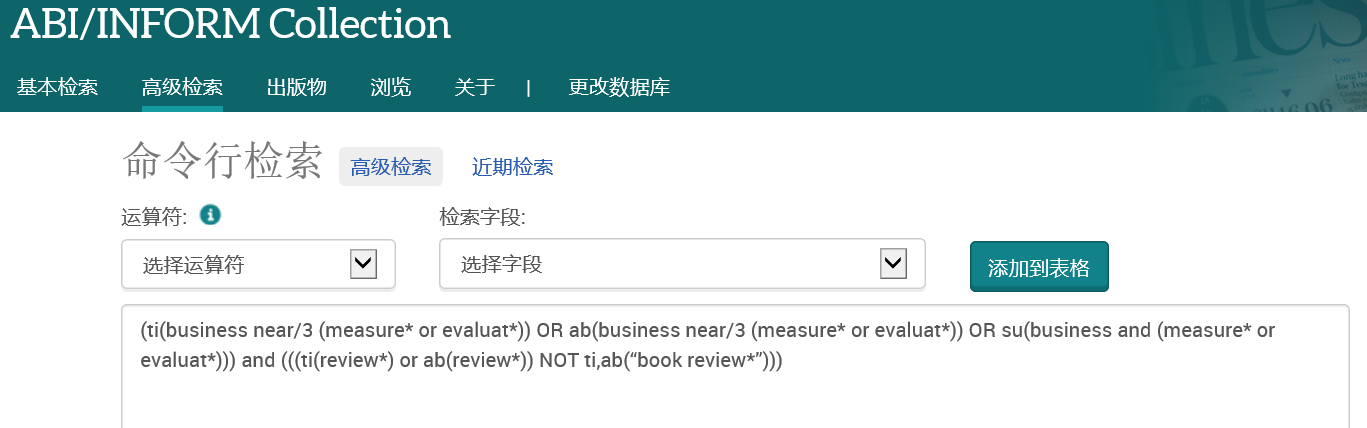 ABI/INFORM Collection
基本检索 高级检索 出版物 浏览 关于 | 更改数据库
命令行检索 高级检索 近期检索
运算符: 检索字段:
选择运算符 选择字段 添加到表格
(ti(business near/3 (measure* or evaluat*)) OR ab(business near/3 (measure* or evaluat*)) OR su(business and (measure* or
evaluat*))) and (((ti(review*) or ab(review*)) NOT ti,ab(“book review*”)))